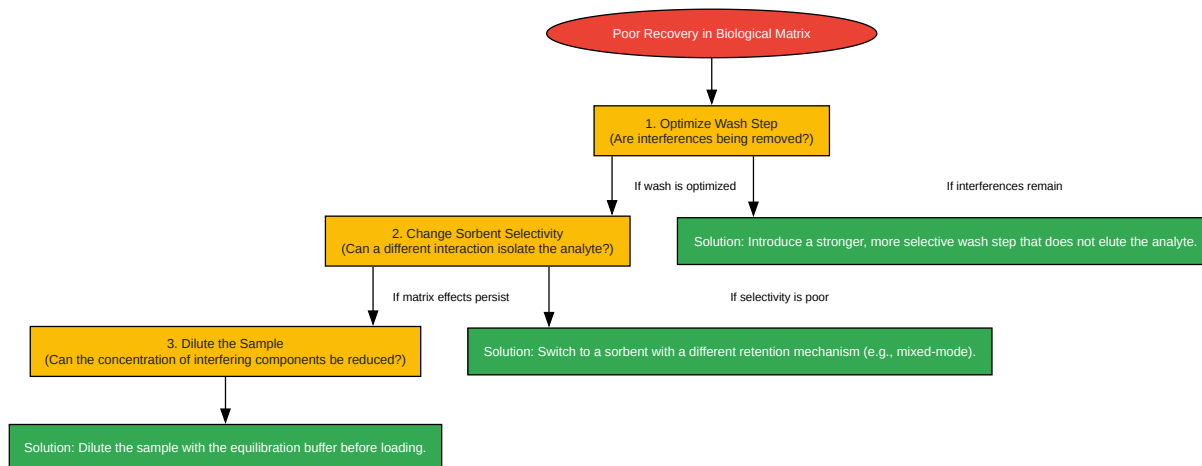 Poor Recovery in Biological Matrix
1. Optimize Wash Step
(Are interferences being removed?)
If wash is optimized
If interferences remain
2. Change Sorbent Selectivity
(Can a different interaction isolate the analyte?)
Solution: Introduce a stronger, more selective wash step that does not elute the analyte.
If matrix effects persist
If selectivity is poor
3. Dilute the Sample
(Can the concentration of interfering components be reduced?)
Solution: Switch to a sorbent with a different retention mechanism (e.g., mixed-mode).
Solution: Dilute the sample with the equilibration buffer before loading.